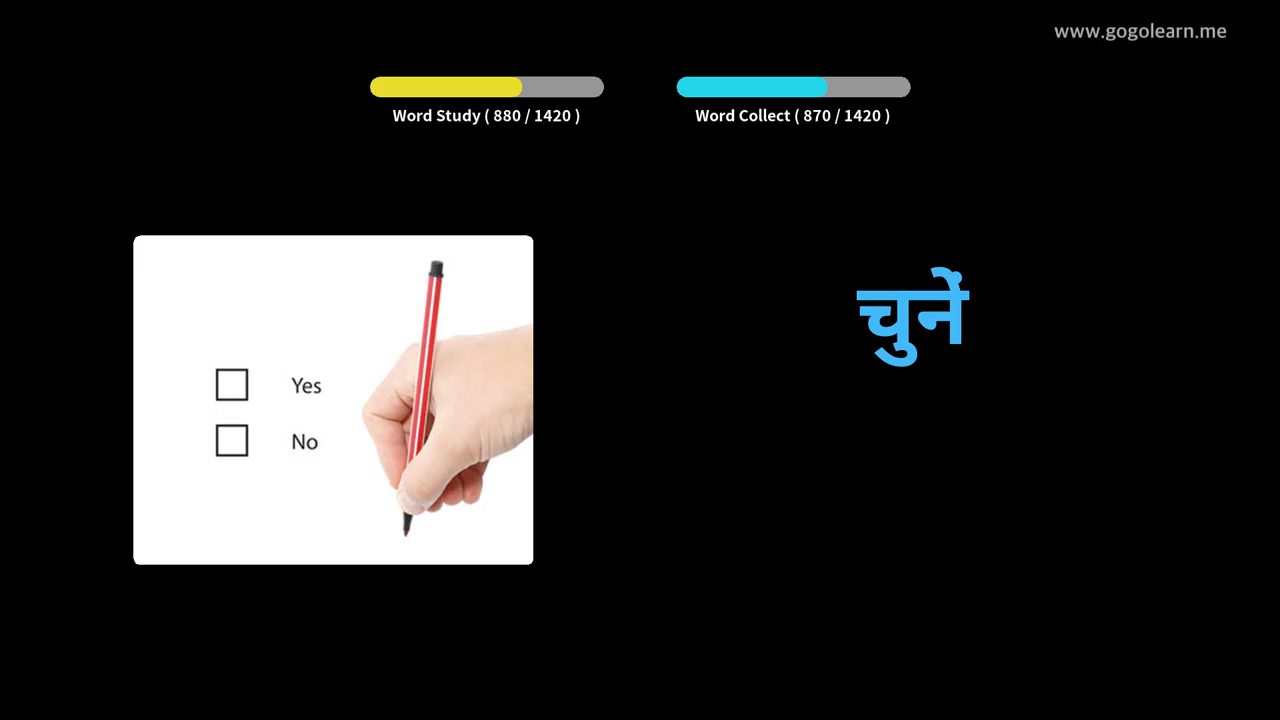 www.gogolearn.me
Word Study ( 880 / 1420 )
Word Collect ( 870 / 1420 )
चुनें
Yes
No